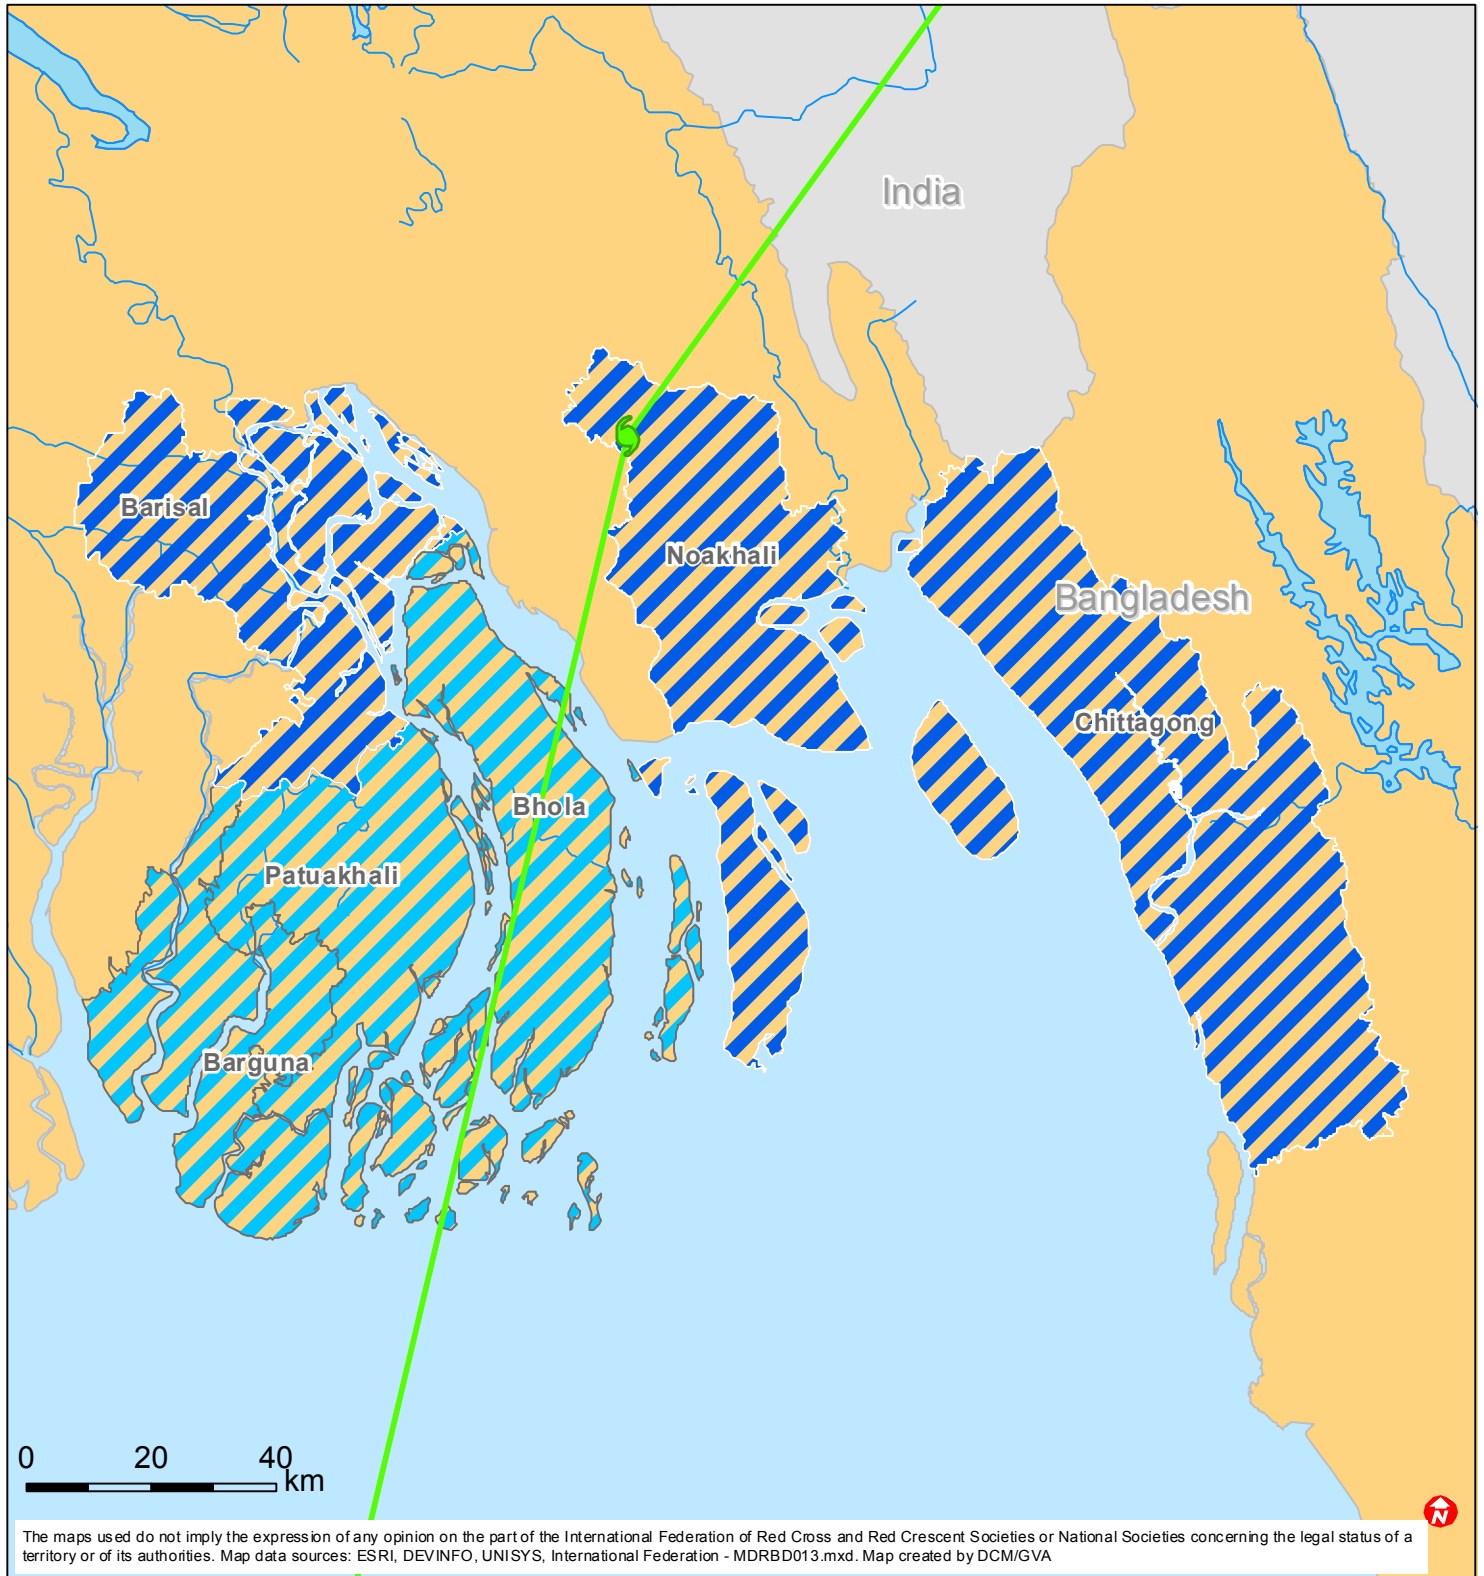 India
Barisal
Noakhali
Bangladesh
Chittagong
Bhola
Patuakhali
Barguna
0 20 40
km
N
The maps used do not imply the expression of any opinion on the part of the International Federation of Red Cross and Red Crescent Societies or National Societies concerning the legal status of a
territory or of its authorities. Map data sources: ESRI, DEVINFO, UNISYS, International Federation - MDRBD013.mxd. Map created by DCM/GVA